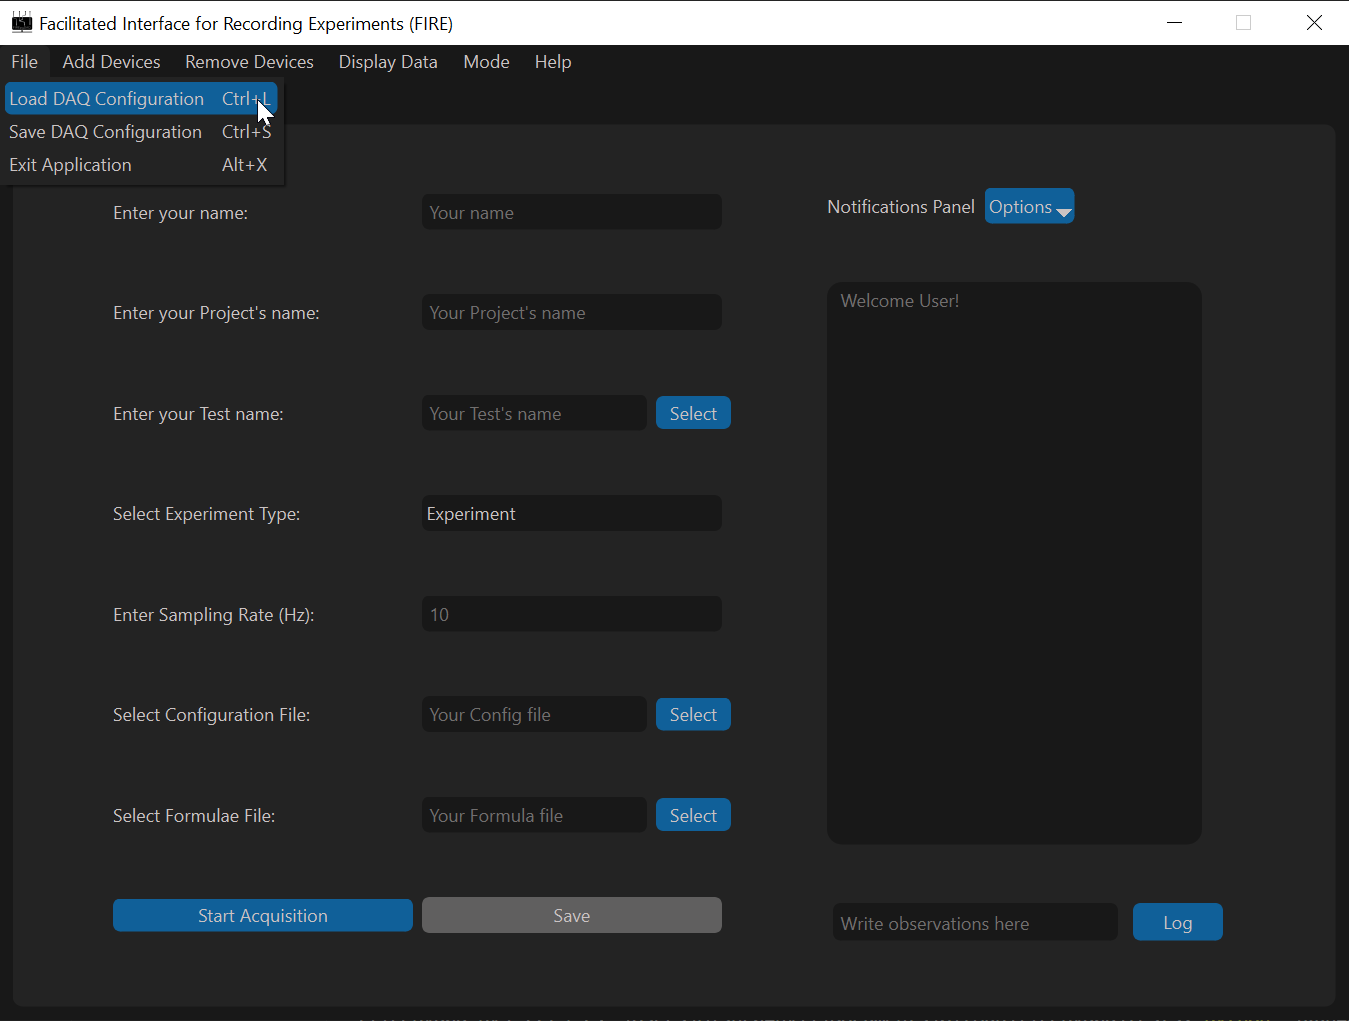 Facilitated Interface for Recording Experiments (FIRE)
File Add Devices Remove Devices Display Data Mode Help
Load DAQ Configuration Ctrl+L
Save DAQ Configuration Ctrl+S
Exit Application Alt+X
Enter your name: Your name
Notifications Panel Options
Welcome User!
Enter your Project's name: Your Project's name
Enter your Test name: Your Test's name Select
Select Experiment Type: Experiment
Enter Sampling Rate (Hz): 10
Select Configuration File: Your Config file Select
Select Formulae File: Your Formula file Select
Start Acquisition Save
Write observations here Log